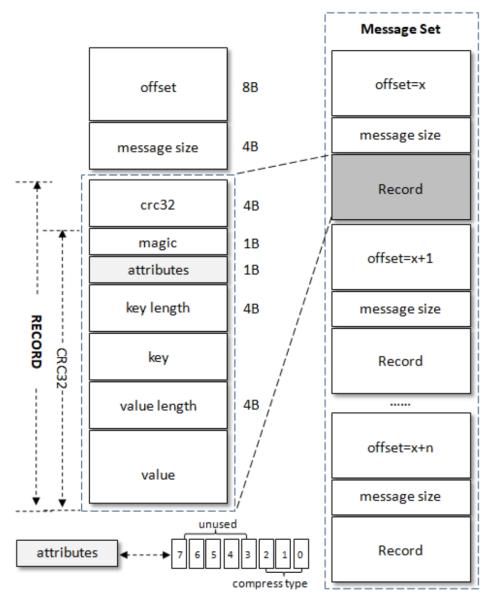 offset
8B
message size
4B
crc32
4B
magic
1B
attributes
1B
key length
4B
key
value length
4B
value
RECORD
CRC32
Message Set
offset=x
message size
Record
offset=x+1
message size
Record
......
offset=x+n
message size
Record
attributes
unused
7 6 5 4 3 2 1 0
compress type